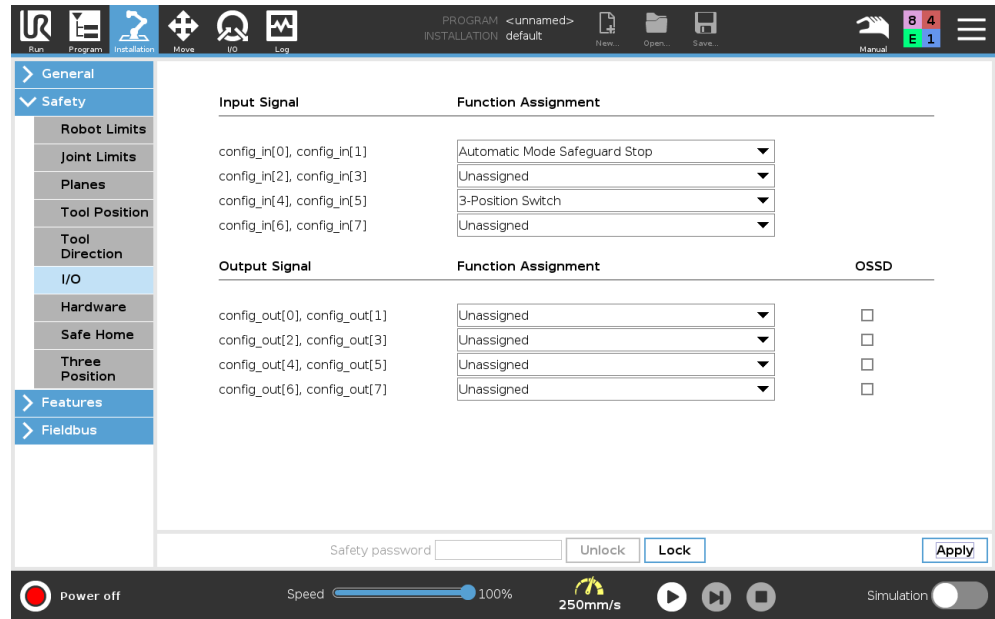 PROGRAM <unnamed>
INSTALLATION default
Run Program Installation Move I/O Log New... Open... Save... Manual
8 4
E 1
General
Safety
Robot Limits
Joint Limits
Planes
Tool Position
Tool
Direction
I/O
Hardware
Safe Home
Three
Position
Features
Fieldbus
Input Signal Function Assignment
config_in[0], config_in[1] Automatic Mode Safeguard Stop
config_in[2], config_in[3] Unassigned
config_in[4], config_in[5] 3-Position Switch
config_in[6], config_in[7] Unassigned
Output Signal Function Assignment OSSD
config_out[0], config_out[1] Unassigned
config_out[2], config_out[3] Unassigned
config_out[4], config_out[5] Unassigned
config_out[6], config_out[7] Unassigned
Safety password Unlock Lock Apply
Power off Speed 100% 250mm/s Simulation